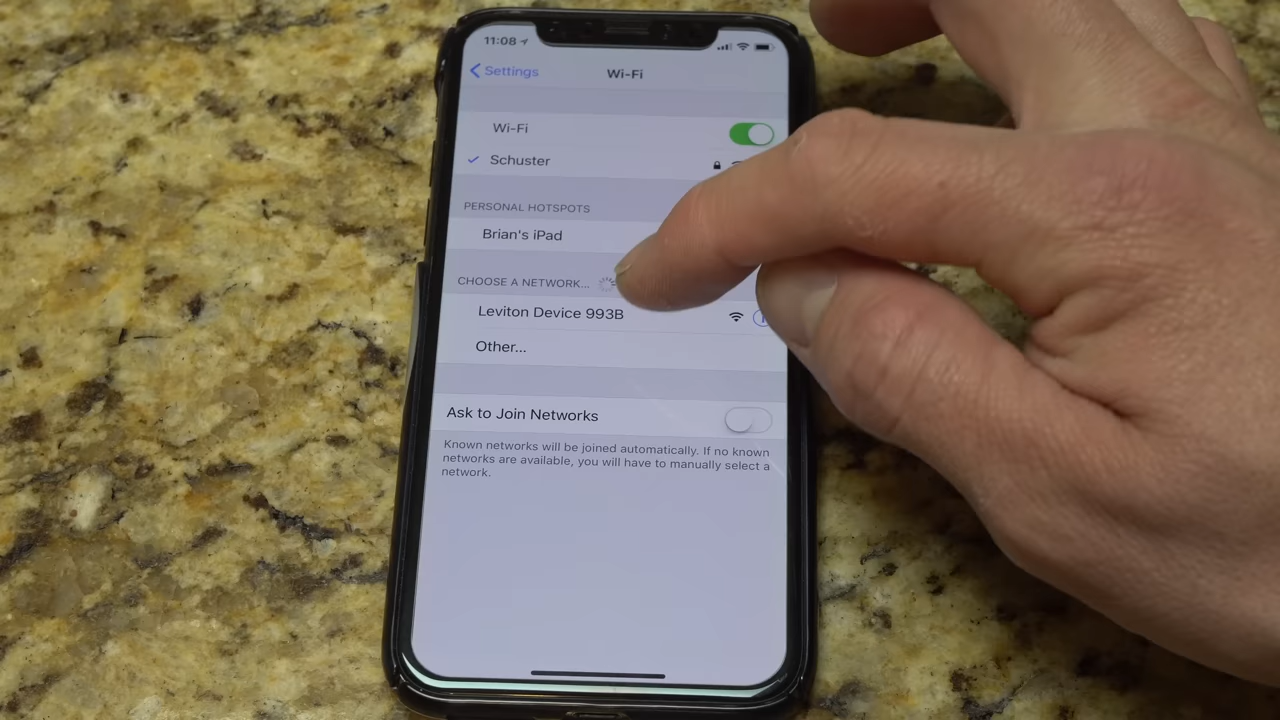 11:08
Settings
Wi-Fi
Wi-Fi
Schuster
PERSONAL HOTSPOTS
Brian's iPad
CHOOSE A NETWORK...
Leviton Device 993B
Other...
Ask to Join Networks
Known networks will be joined automatically. If no known
networks are available, you will have to manually select a
network.